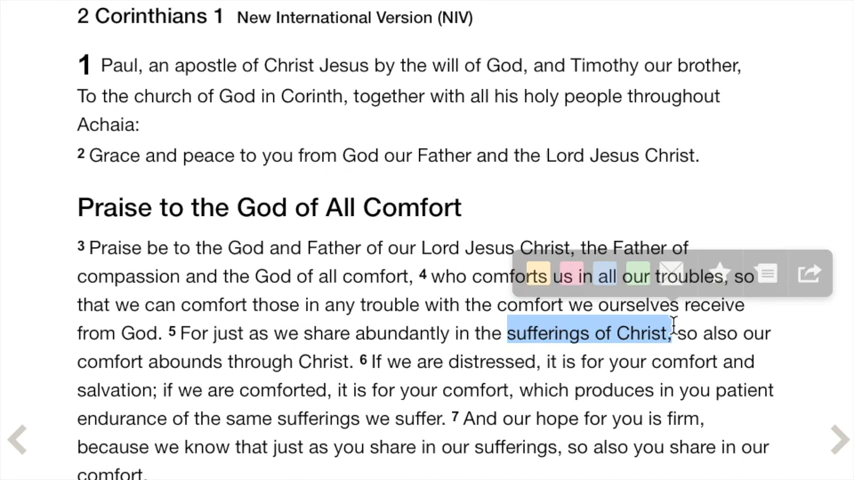 2 Corinthians 1 New International Version (NIV)
1 Paul, an apostle of Christ Jesus by the will of God, and Timothy our brother,
To the church of God in Corinth, together with all his holy people throughout
Achaia:
2 Grace and peace to you from God our Father and the Lord Jesus Christ.
Praise to the God of All Comfort
3 Praise be to the God and Father of our Lord Jesus Christ, the Father of
compassion and the God of all comfort, 4 who comforts us in all our troubles, so
that we can comfort those in any trouble with the comfort we ourselves receive
from God. 5 For just as we share abundantly in the sufferings of Christ, so also our
comfort abounds through Christ. 6 If we are distressed, it is for your comfort and
salvation; if we are comforted, it is for your comfort, which produces in you patient
endurance of the same sufferings we suffer. 7 And our hope for you is firm,
because we know that just as you share in our sufferings, so also you share in our
comfort.